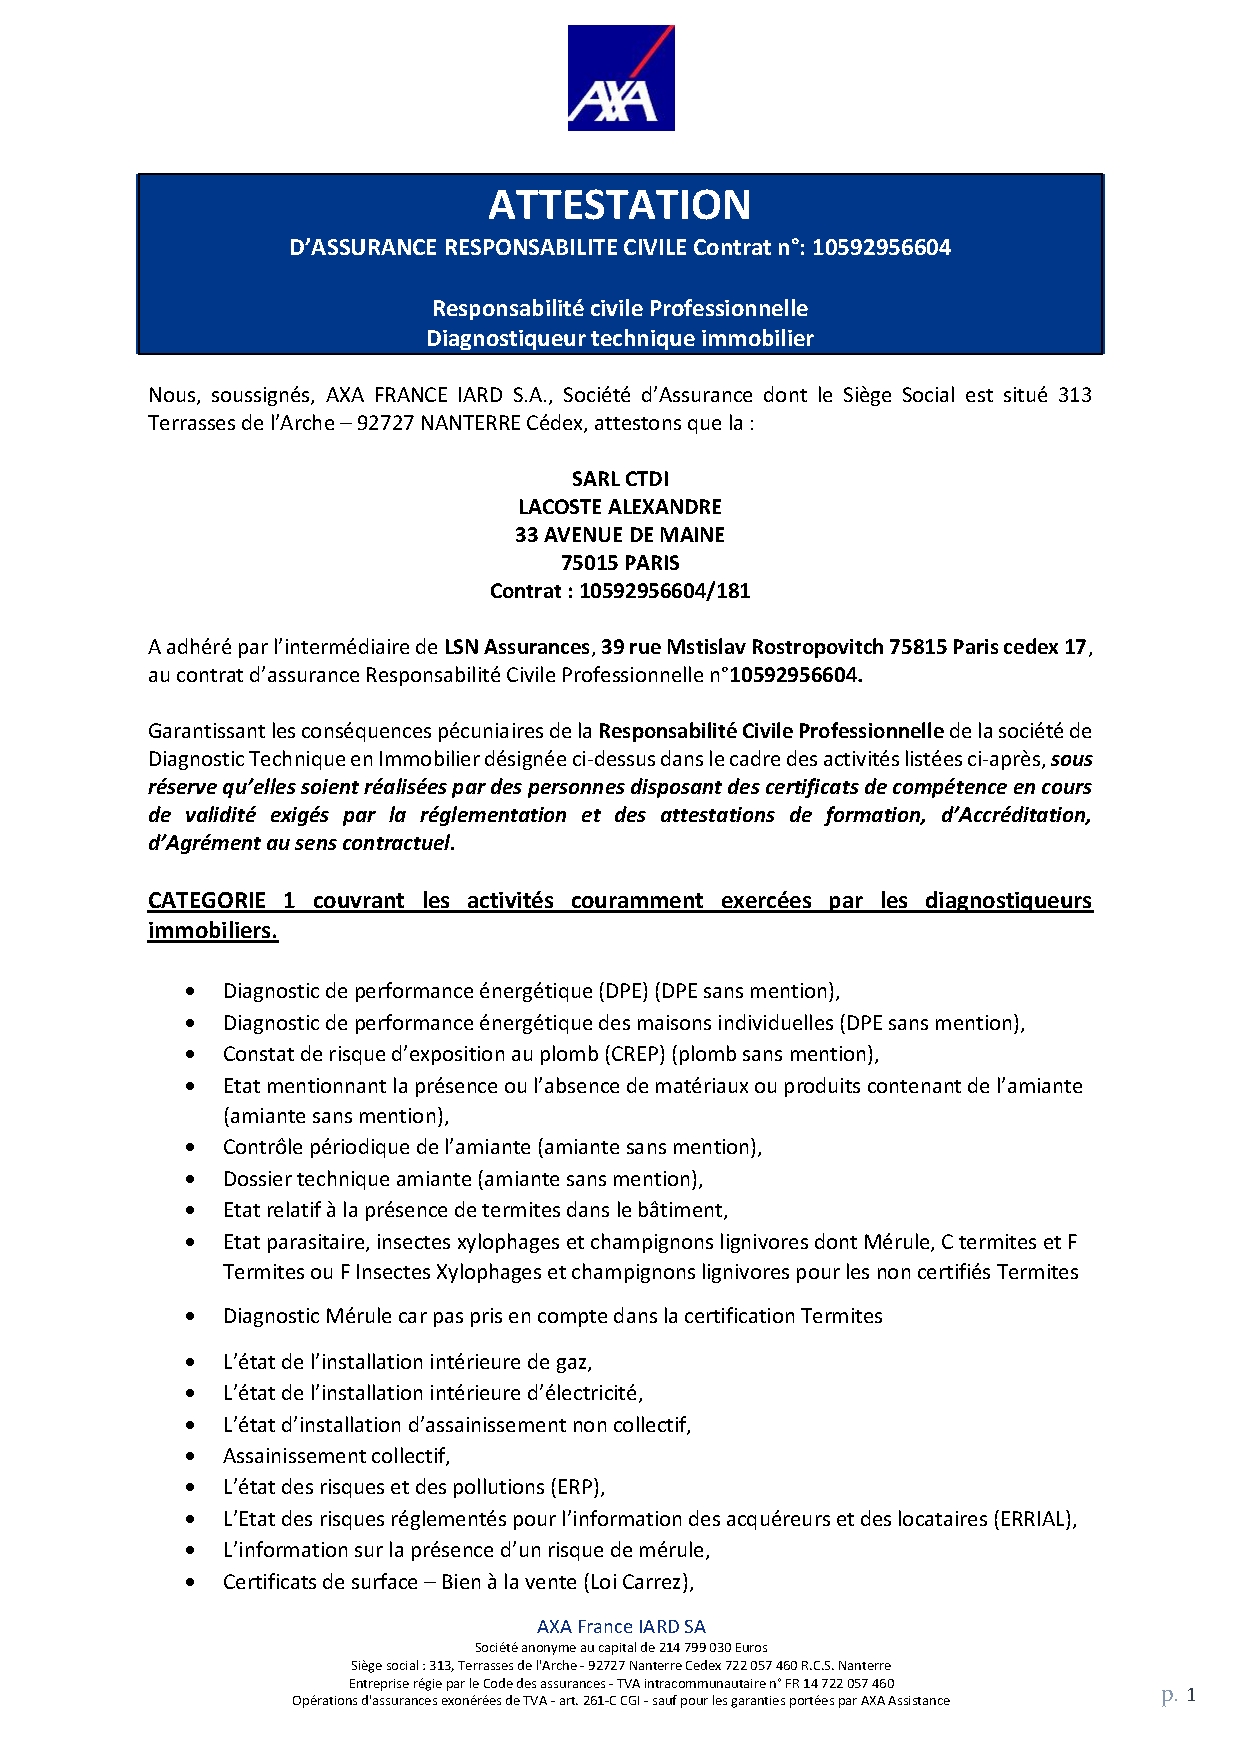 AXA
ATTESTATION
D’ASSURANCE RESPONSABILITE CIVILE Contrat n°: 10592956604
Responsabilité civile Professionnelle
Diagnostiqueur technique immobilier
Nous, soussignés, AXA FRANCE IARD S.A., Société d’Assurance dont le Siège Social est situé 313
Terrasses de l’Arche – 92727 NANTERRE Cédex, attestons que la :
SARL CTDI
LACOSTE ALEXANDRE
33 AVENUE DE MAINE
75015 PARIS
Contrat : 10592956604/181
A adhéré par l’intermédiaire de LSN Assurances, 39 rue Mstislav Rostropovitch 75815 Paris cedex 17,
au contrat d’assurance Responsabilité Civile Professionnelle n°10592956604.
Garantissant les conséquences pécuniaires de la Responsabilité Civile Professionnelle de la société de
Diagnostic Technique en Immobilier désignée ci-dessus dans le cadre des activités listées ci-après, sous
réserve qu’elles soient réalisées par des personnes disposant des certificats de compétence en cours
de validité exigés par la réglementation et des attestations de formation, d’Accréditation,
d’Agrément au sens contractuel.
CATEGORIE 1 couvrant les activités couramment exercées par les diagnostiqueurs
immobiliers.
• Diagnostic de performance énergétique (DPE) (DPE sans mention),
• Diagnostic de performance énergétique des maisons individuelles (DPE sans mention),
• Constat de risque d’exposition au plomb (CREP) (plomb sans mention),
• Etat mentionnant la présence ou l’absence de matériaux ou produits contenant de l’amiante
(amiante sans mention),
• Contrôle périodique de l’amiante (amiante sans mention),
• Dossier technique amiante (amiante sans mention),
• Etat relatif à la présence de termites dans le bâtiment,
• Etat parasitaire, insectes xylophages et champignons lignivores dont Mérule, C termites et F
Termites ou F Insectes Xylophages et champignons lignivores pour les non certifiés Termites
• Diagnostic Mérule car pas pris en compte dans la certification Termites
• L’état de l’installation intérieure de gaz,
• L’état de l’installation intérieure d’électricité,
• L’état d’installation d’assainissement non collectif,
• Assainissement collectif,
• L’état des risques et des pollutions (ERP),
• L’Etat des risques réglementés pour l’information des acquéreurs et des locataires (ERRIAL),
• L’information sur la présence d’un risque de mérule,
• Certificats de surface – Bien à la vente (Loi Carrez),
AXA France IARD SA
Société anonyme au capital de 214 799 030 Euros
Siège social : 313, Terrasses de l'Arche - 92727 Nanterre Cedex 722 057 460 R.C.S. Nanterre
Entreprise régie par le Code des assurances - TVA intracommunautaire n° FR 14 722 057 460
Opérations d'assurances exonérées de TVA - art. 261-C CGI - sauf pour les garanties portées par AXA Assistance
p. 1